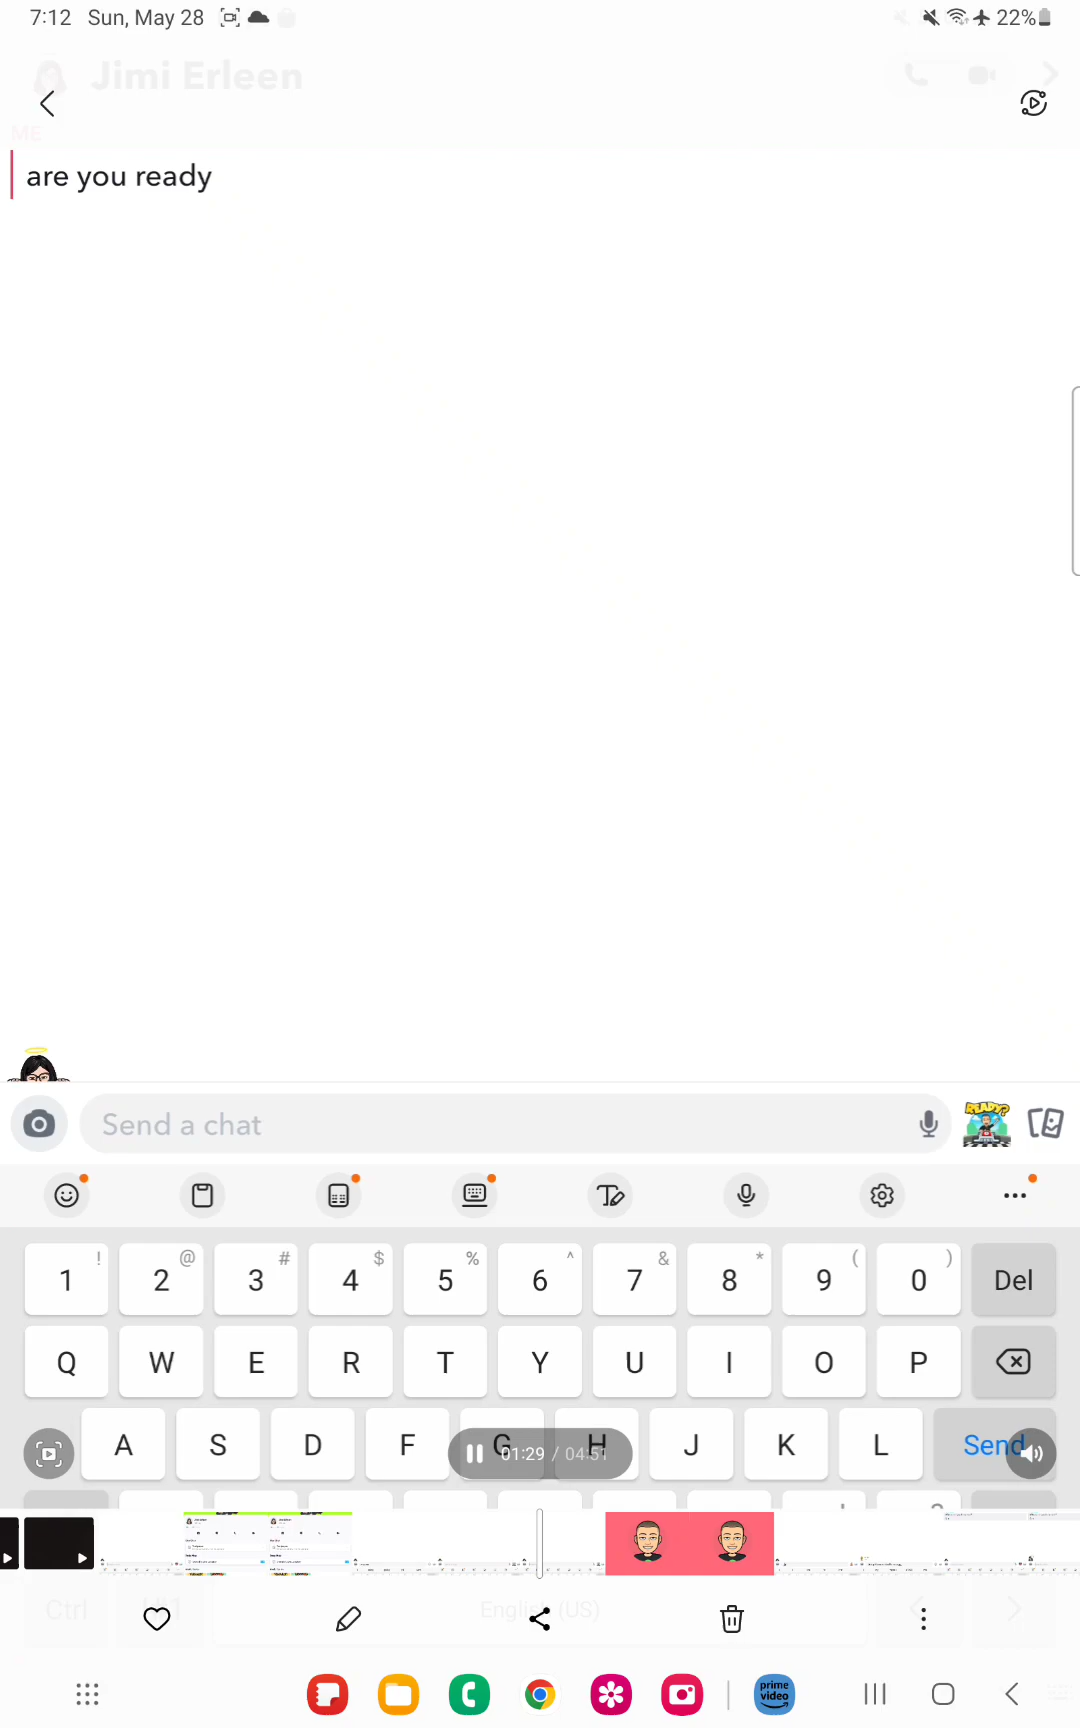 7:12 Sun, May 28 22%
Jimi Erleen
ME
are you ready
Send a chat
READY?
! @ # $ % ^ & * ( )
1 2 3 4 5 6 7 8 9 0 Del
Q W E R T Y U I O P
A S D F G H J K L Send
01:29 / 04:51
Ctrl English (US)
prime video